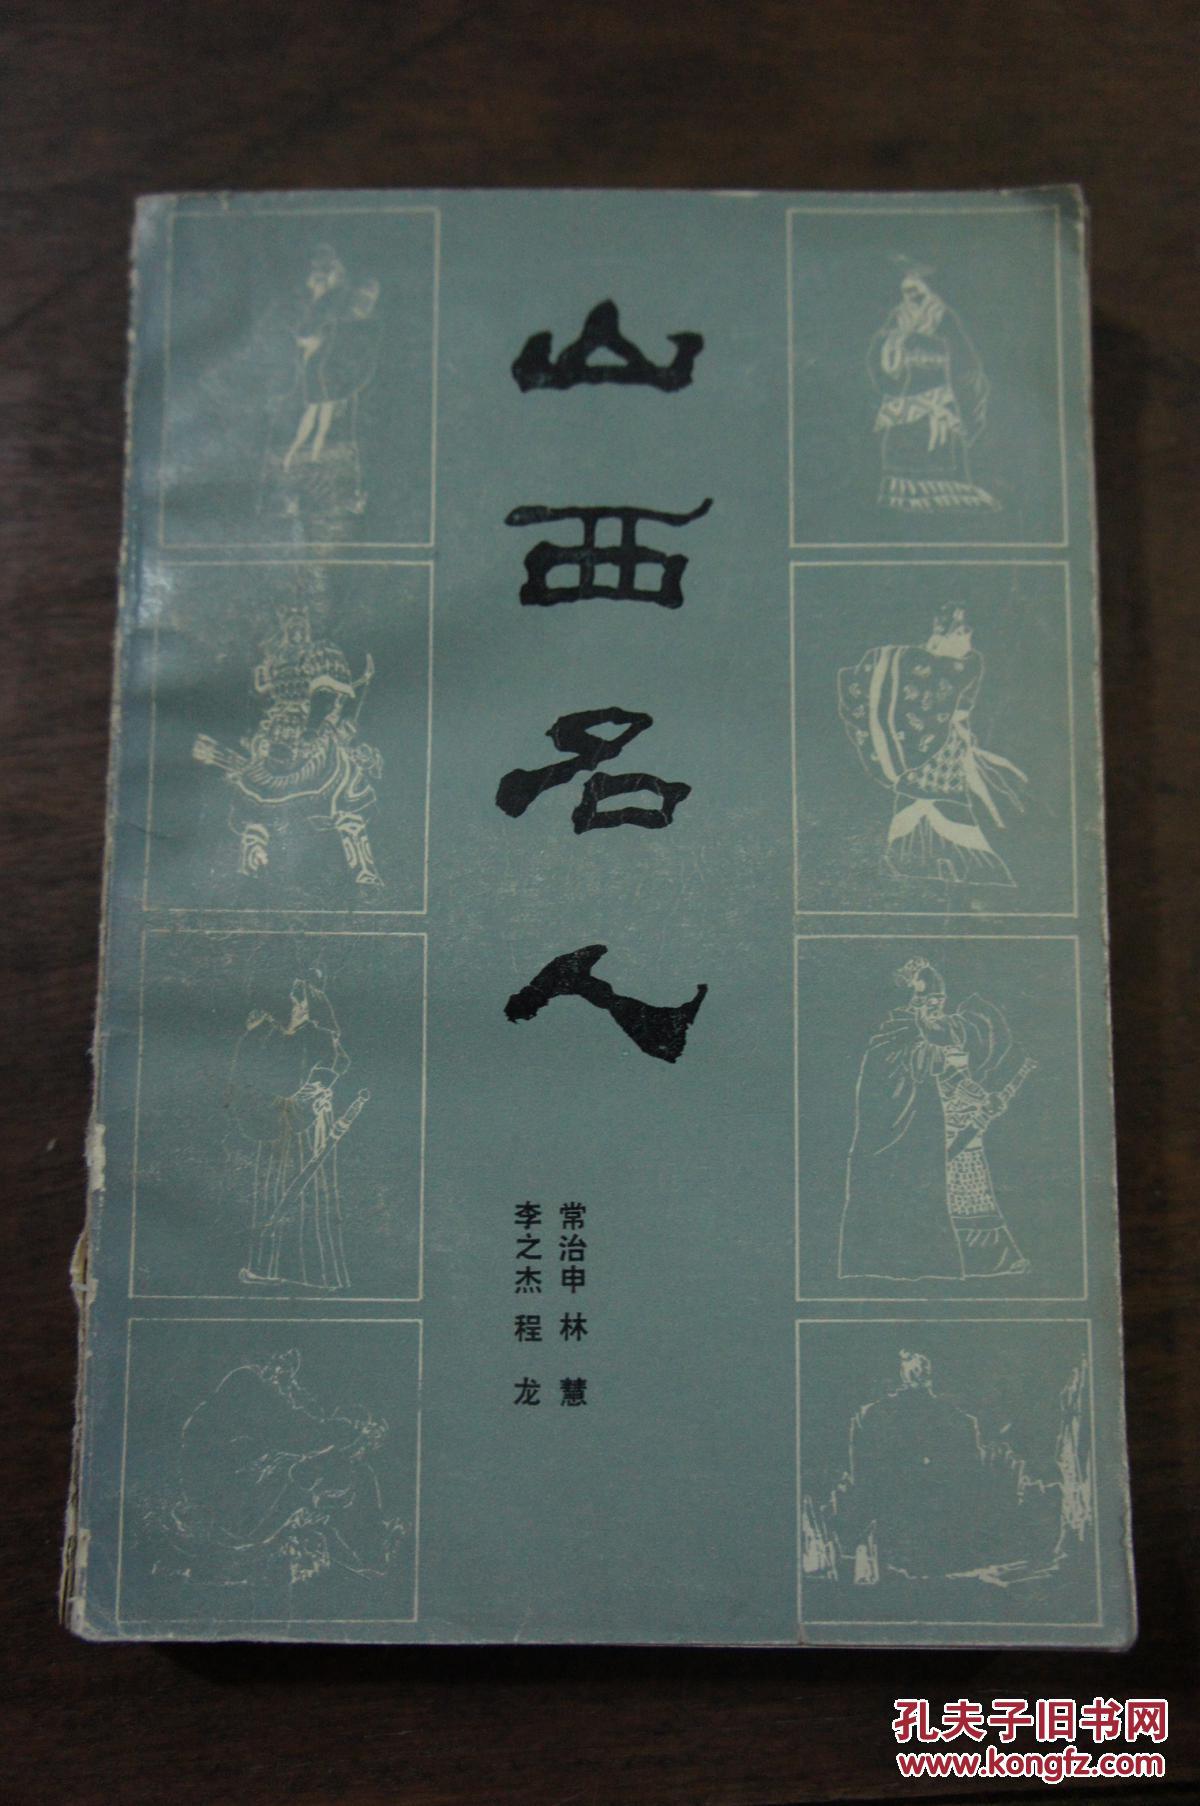 山西名人
常治申 林慧
李之杰 程龙
孔夫子旧书网
www.kongfz.com